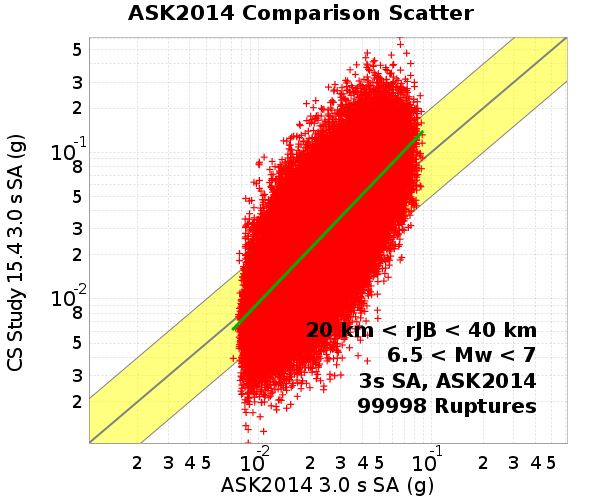 ASK2014 Comparison Scatter
CS Study 15.4 3.0 s SA (g)
5
3
2
10-1
8
5
3
2
10-2
8
5
3
2
20 km < rJB < 40 km
6.5 < Mw < 7
3s SA, ASK2014
99998 Ruptures
2 3 4 5 10-2 2 3 4 5 10-1 2 3 4 5
ASK2014 3.0 s SA (g)